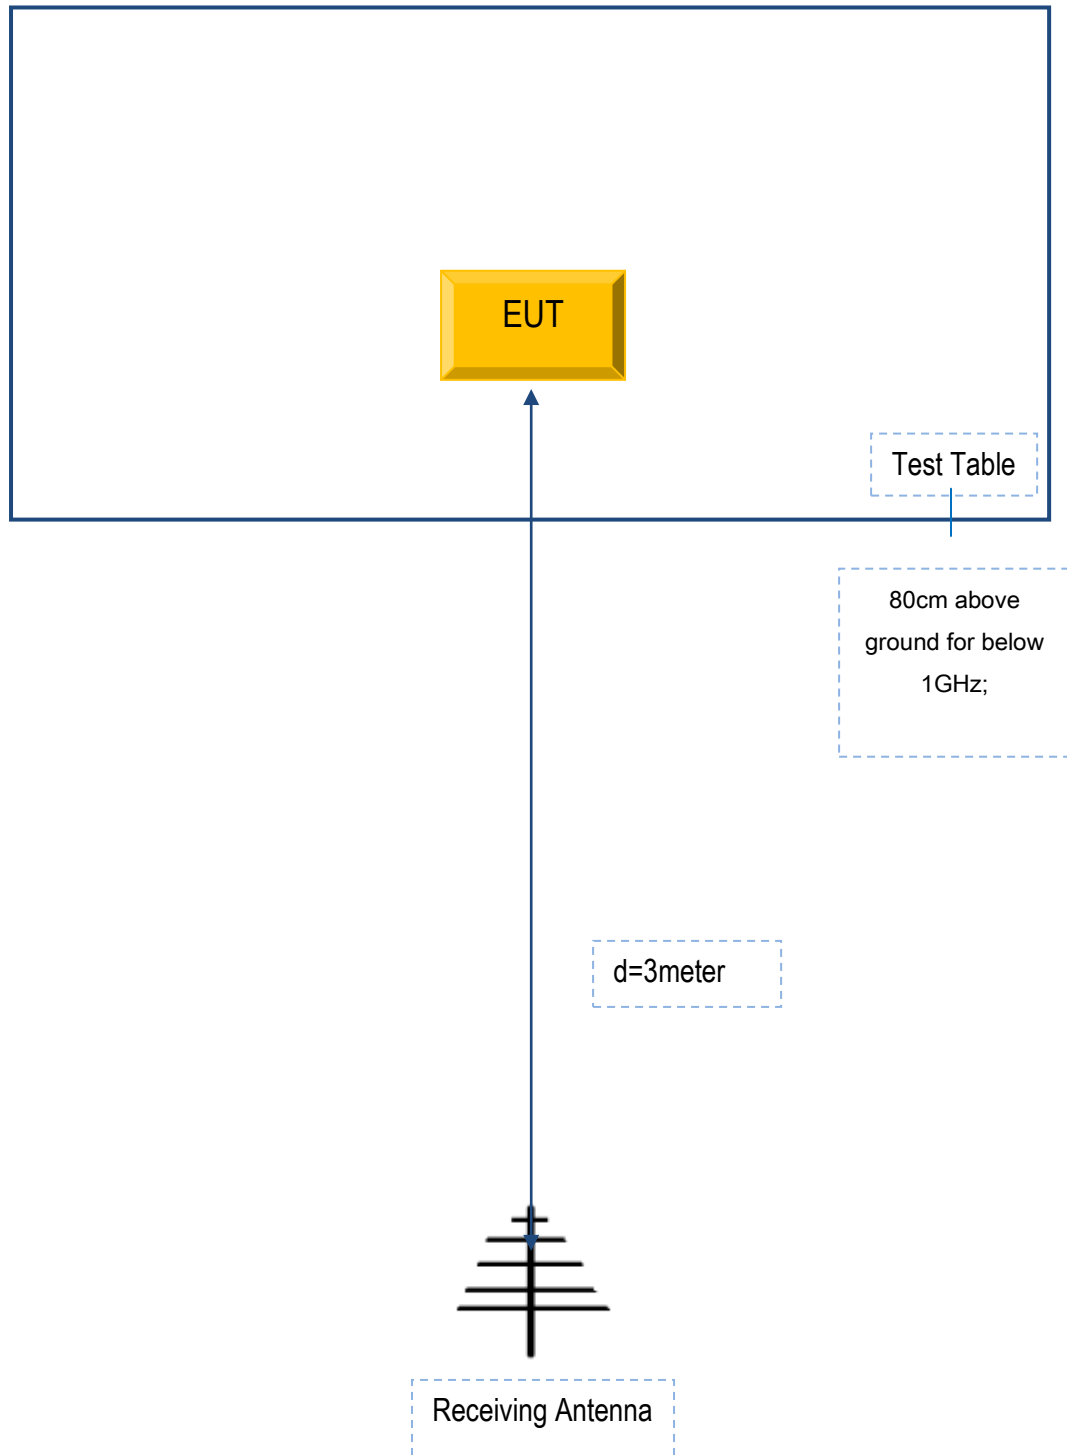 EUT
Test Table
80cm above
ground for below
1GHz;
d=3meter
Receiving Antenna